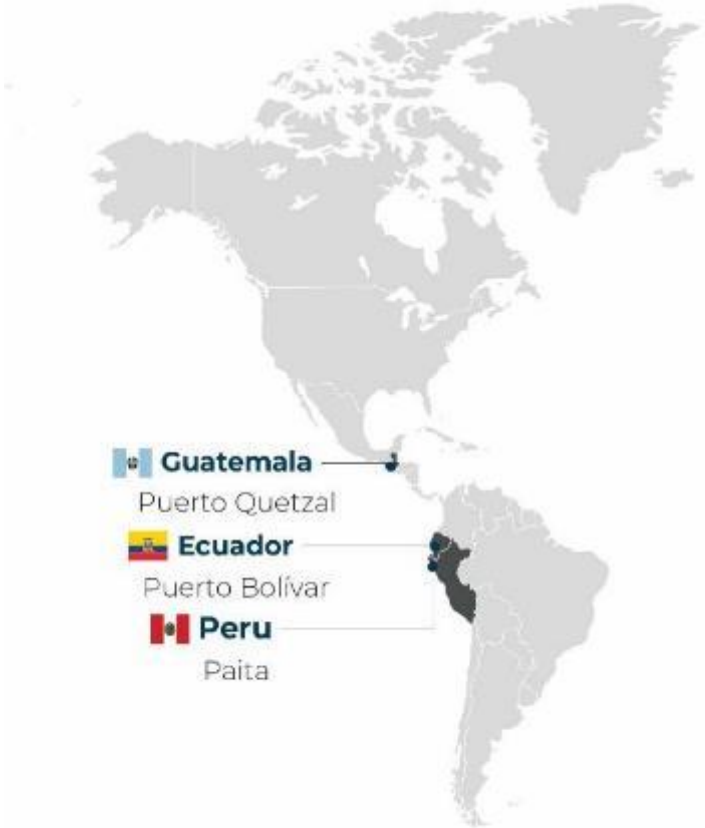 Guatemala
Puerto Quetzal
Ecuador
Puerto Bolívar
Peru
Paita